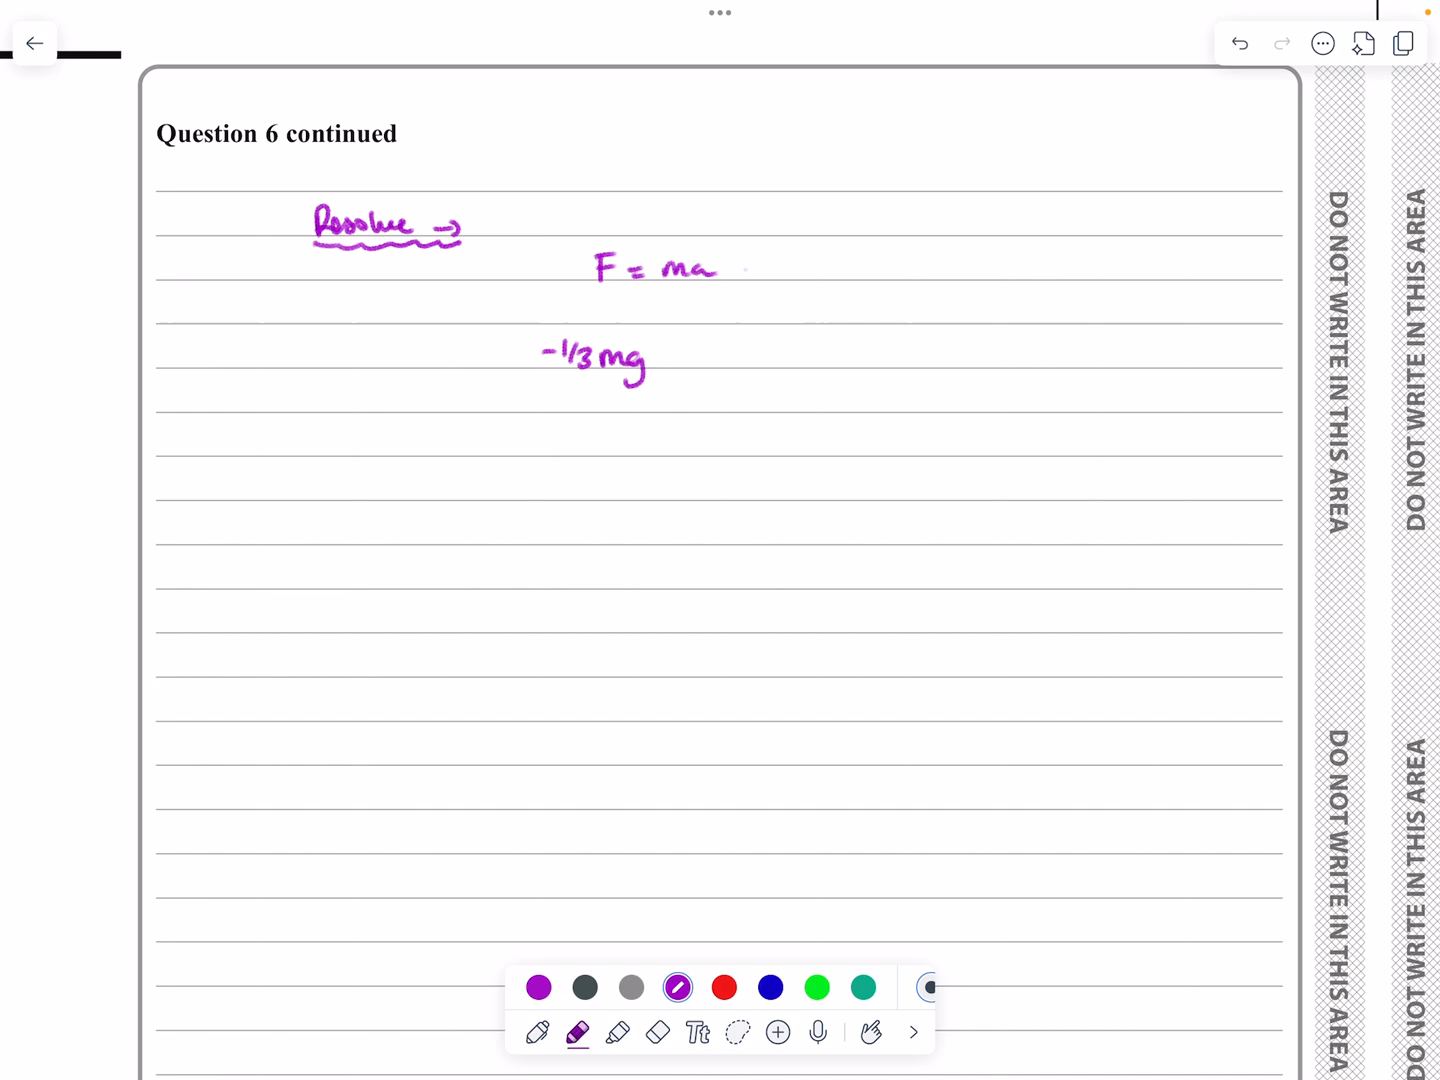 Question 6 continued
Resolve →
F = ma
-1/3 mg
Tt
DO NOT WRITE IN THIS AREA
DO NOT WRITE IN THIS AREA
DO NOT WRITE IN THIS AREA
DO NOT WRITE IN THIS AREA